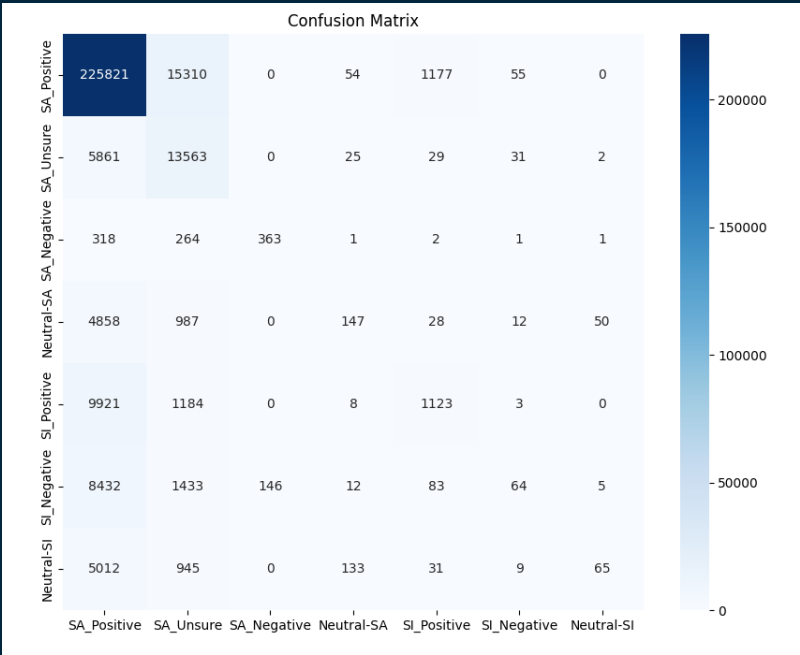 Confusion Matrix
SA_Positive 225821 15310 0 54 1177 55 0
SA_Unsure 5861 13563 0 25 29 31 2
SA_Negative 318 264 363 1 2 1 1
Neutral-SA 4858 987 0 147 28 12 50
SI_Positive 9921 1184 0 8 1123 3 0
SI_Negative 8432 1433 146 12 83 64 5
Neutral-SI 5012 945 0 133 31 9 65
SA_Positive SA_Unsure SA_Negative Neutral-SA SI_Positive SI_Negative Neutral-SI
200000
150000
100000
50000
0